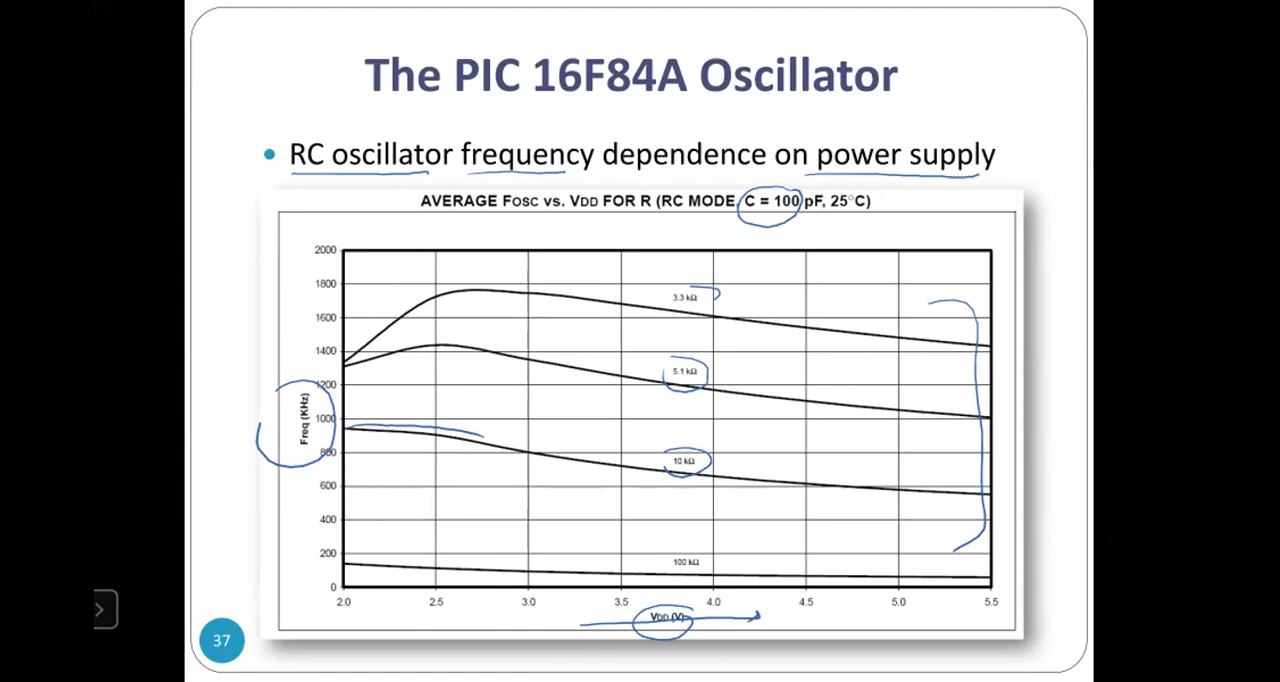 The PIC 16F84A Oscillator
• RC oscillator frequency dependence on power supply
AVERAGE FOSC vs. VDD FOR R (RC MODE, C = 100 pF, 25°C)
2000
1800
1600
1400
1200
1000
800
600
400
200
0
Freq (KHz)
3.3 kΩ
5.1 kΩ
10 kΩ
100 kΩ
2.0 2.5 3.0 3.5 4.0 4.5 5.0 5.5
VDD (V)
37